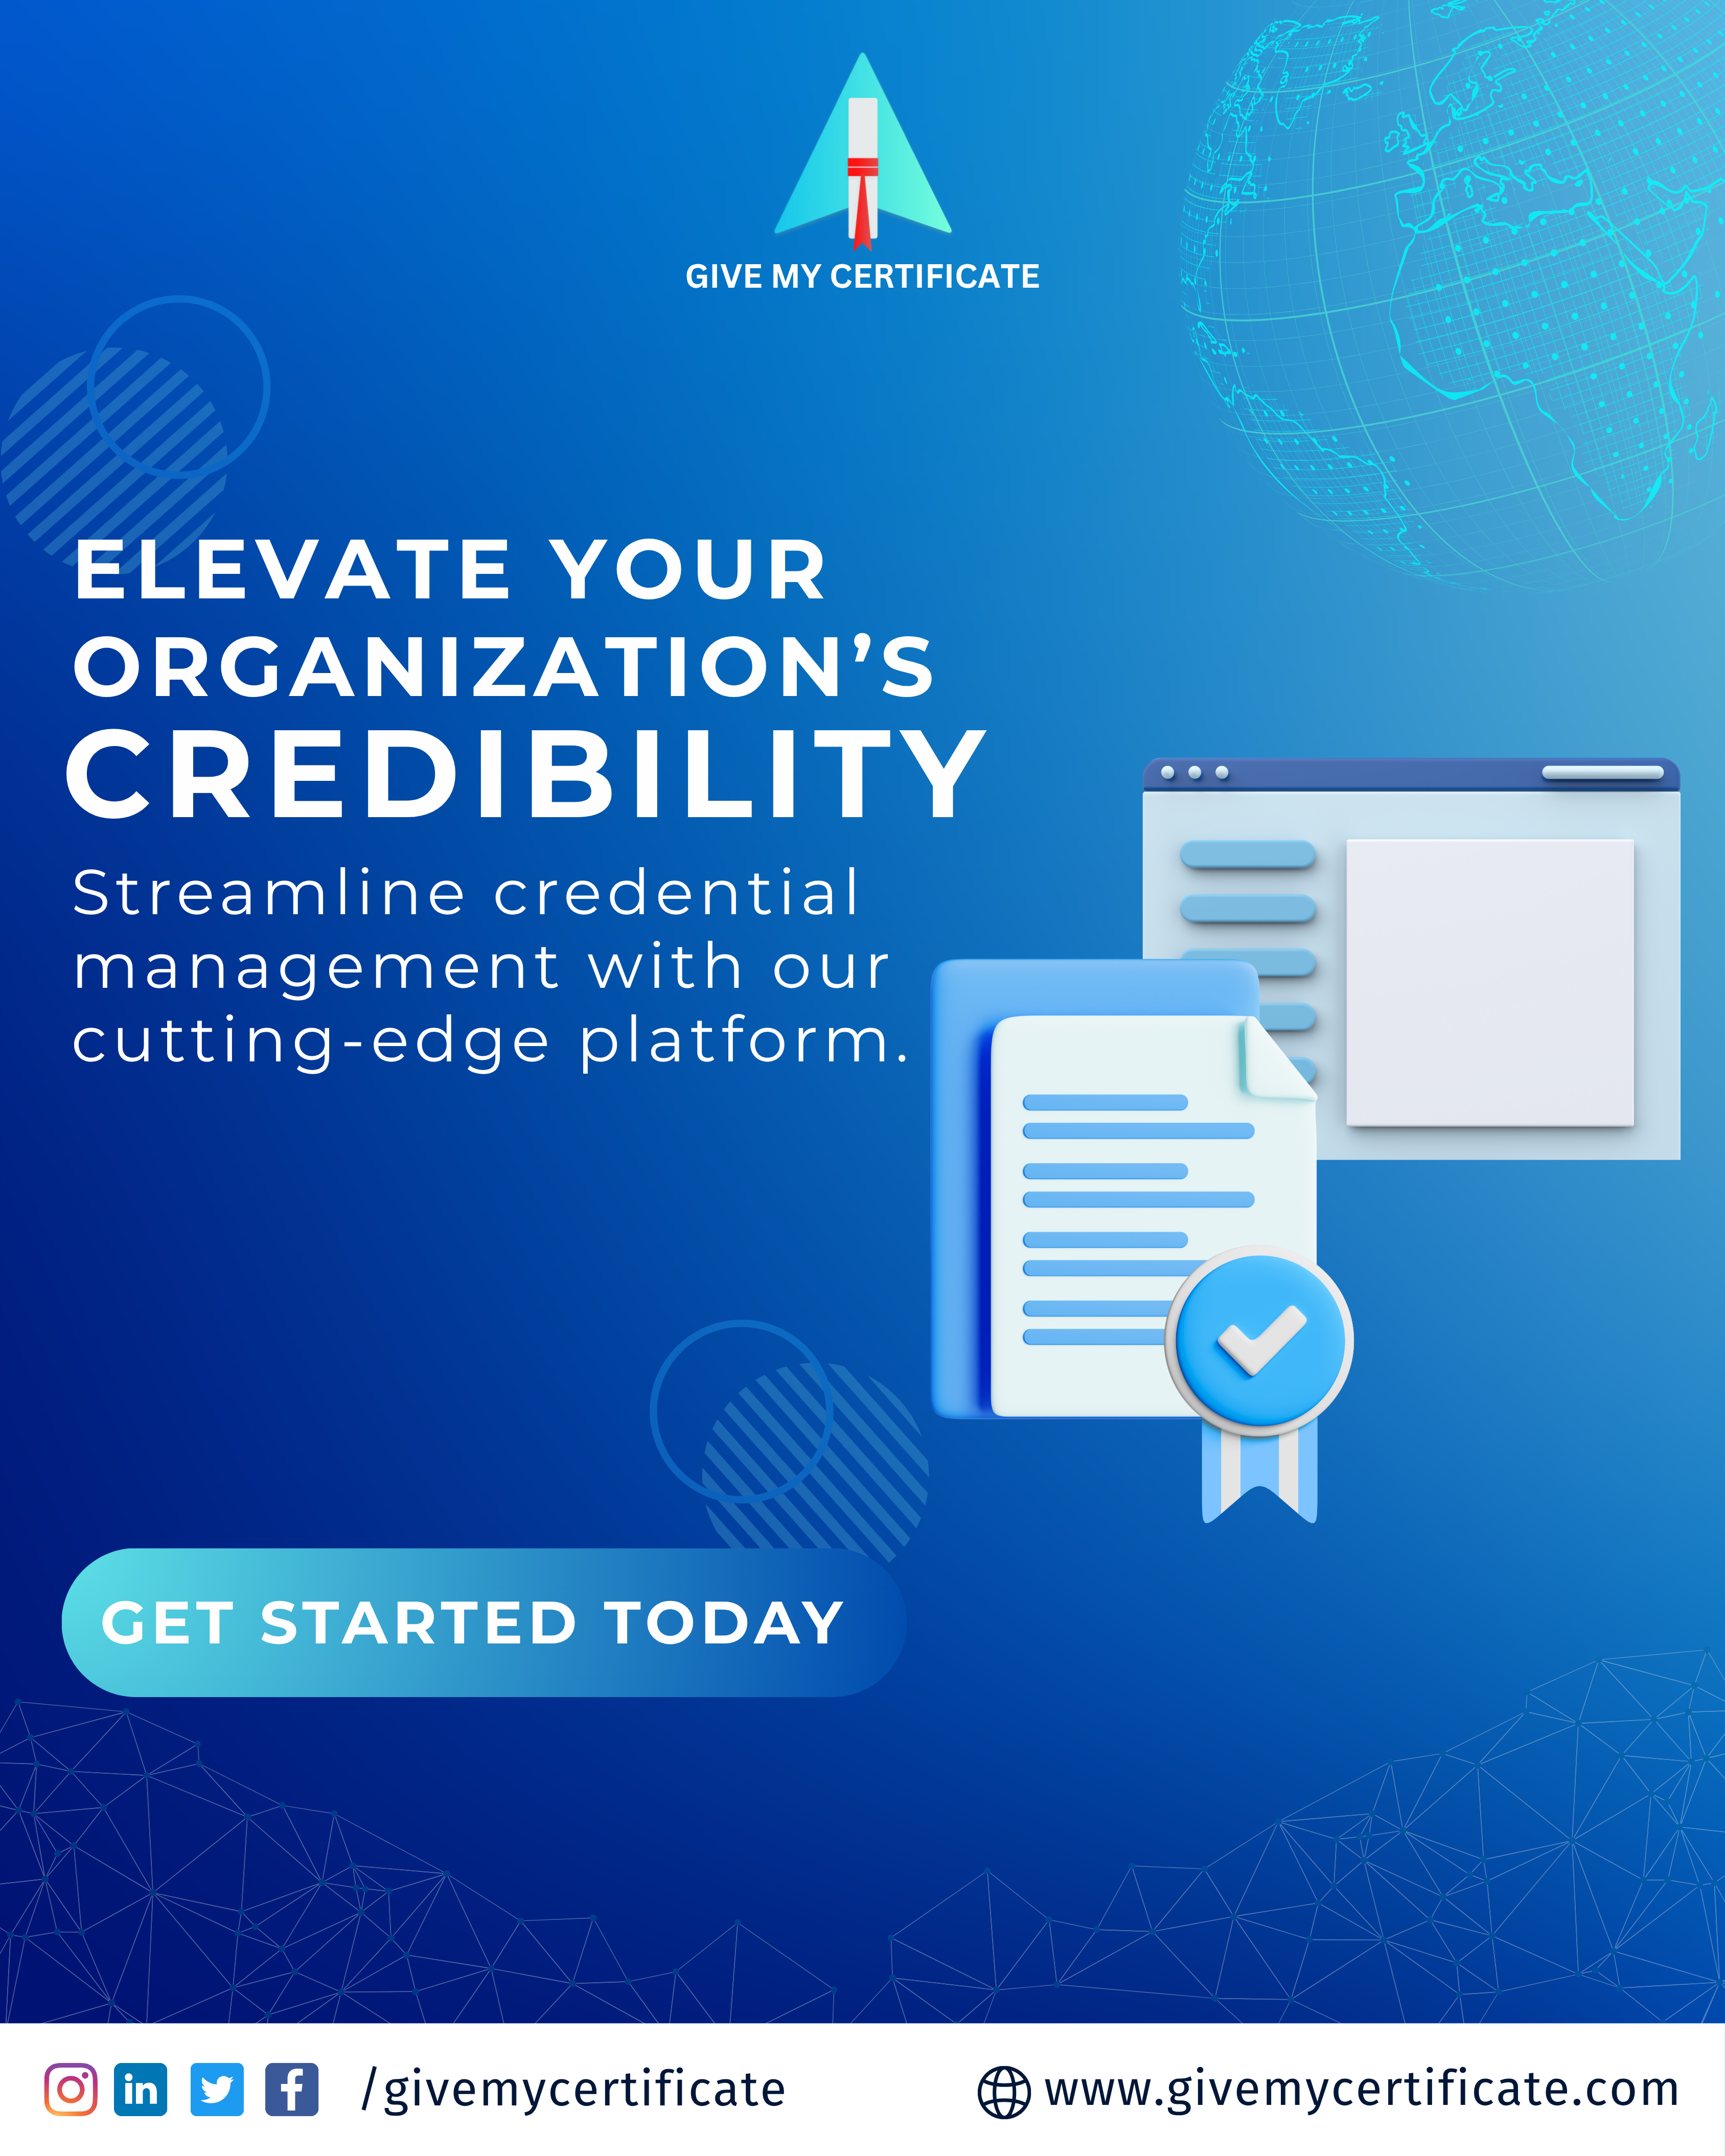 GIVE MY CERTIFICATE
ELEVATE YOUR
ORGANIZATION’S
CREDIBILITY
Streamline credential
management with our
cutting-edge platform.
GET STARTED TODAY
/givemycertificate
www.givemycertificate.com